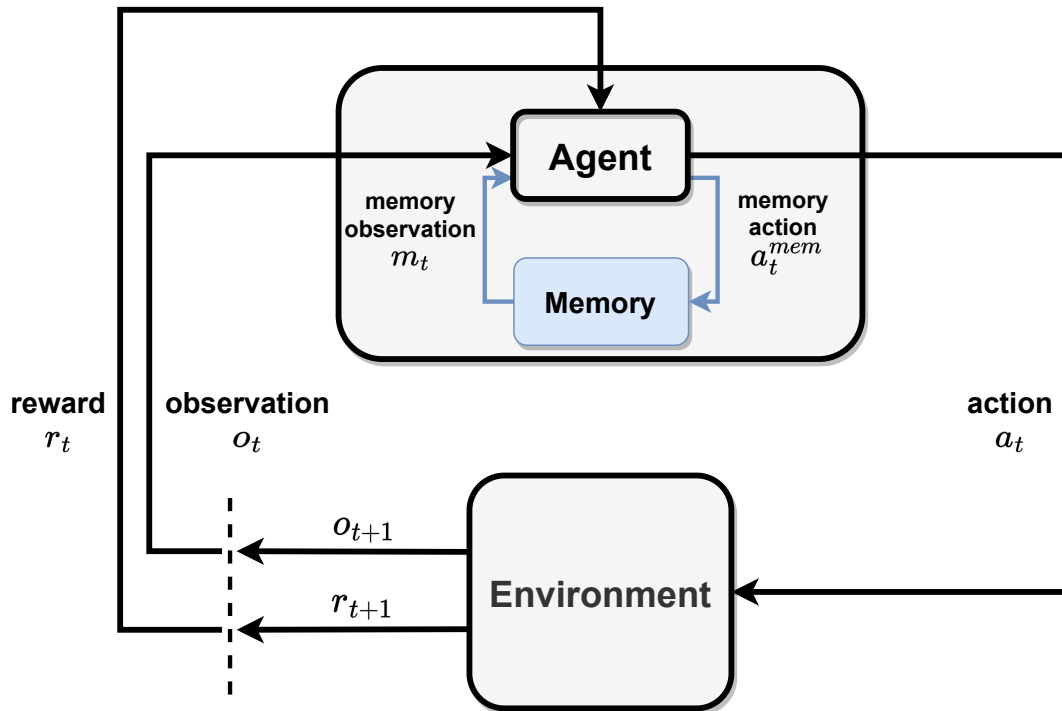 Agent
memory
observation
m_t
memory
action
a_t^{mem}
Memory
reward
r_t
observation
o_t
action
a_t
o_{t+1}
Environment
r_{t+1}